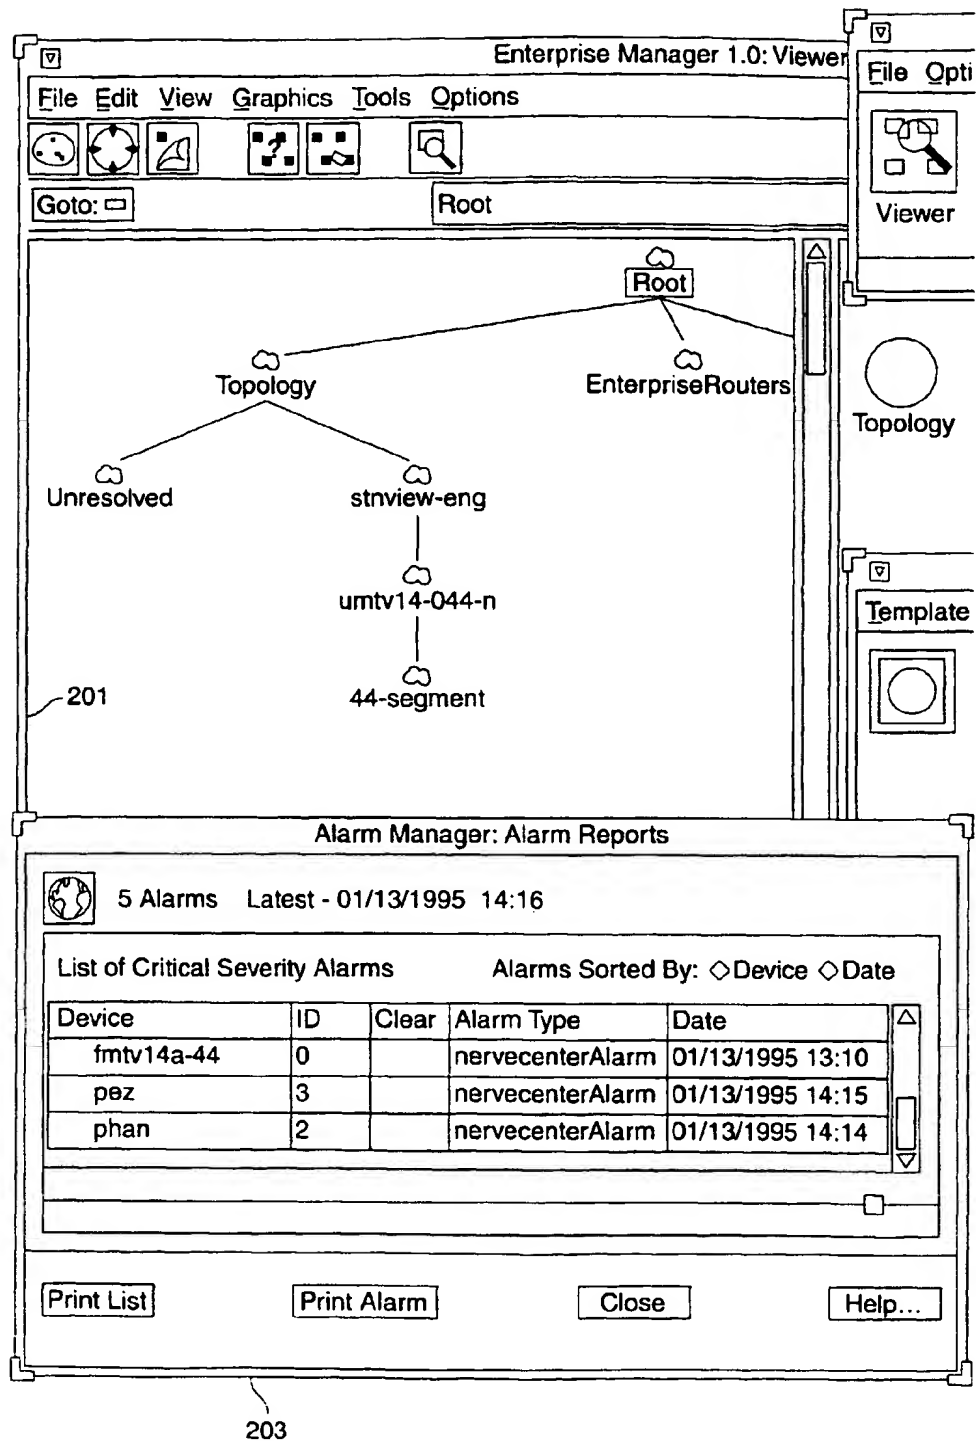 Enterprise Manager 1.0: Viewer
File Edit View Graphics Tools Options
Goto:
Root
File Opti
Viewer
Root
Topology
EnterpriseRouters
Unresolved
stnview-eng
umtv14-044-n
44-segment
201
Topology
Template
Alarm Manager: Alarm Reports
5 Alarms Latest - 01/13/1995 14:16
List of Critical Severity Alarms Alarms Sorted By: Device Date
Device ID Clear Alarm Type Date
fmtv14a-44 0 nervecenterAlarm 01/13/1995 13:10
pez 3 nervecenterAlarm 01/13/1995 14:15
phan 2 nervecenterAlarm 01/13/1995 14:14
Print List Print Alarm Close Help...
203